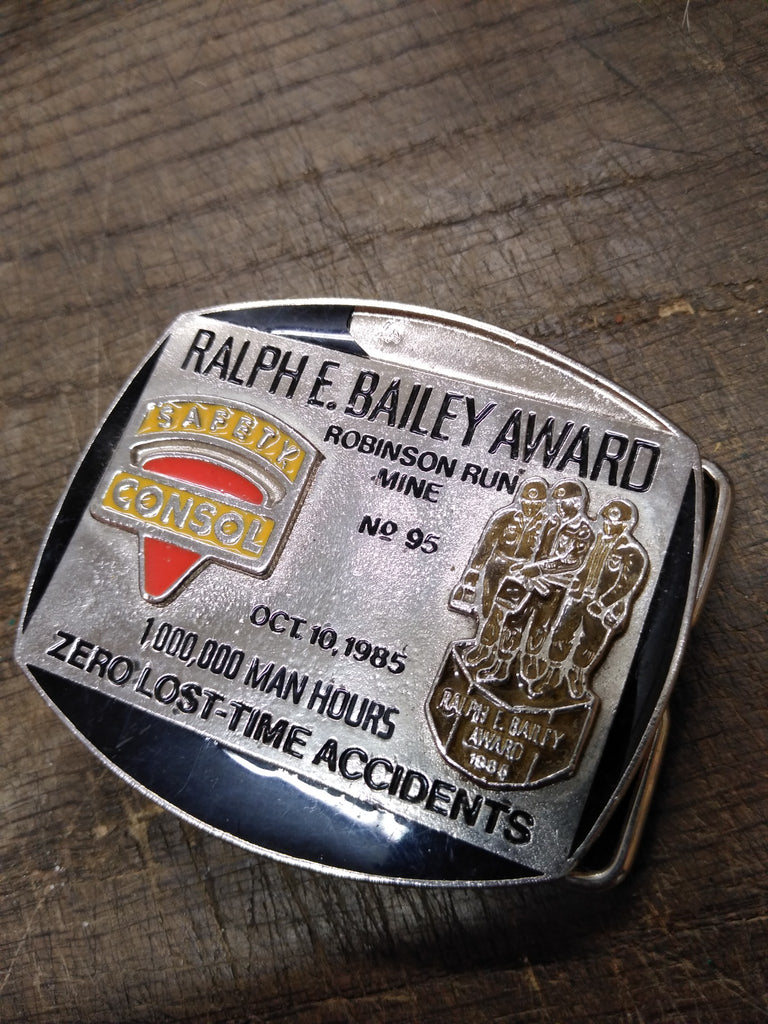 RALPH E. BAILEY AWARD
SAFETY
CONSOL
ROBINSON RUN
MINE
No 95
OCT. 10, 1985
1,000,000 MAN HOURS
ZERO LOST-TIME ACCIDENTS
RALPH E. BAILEY
AWARD